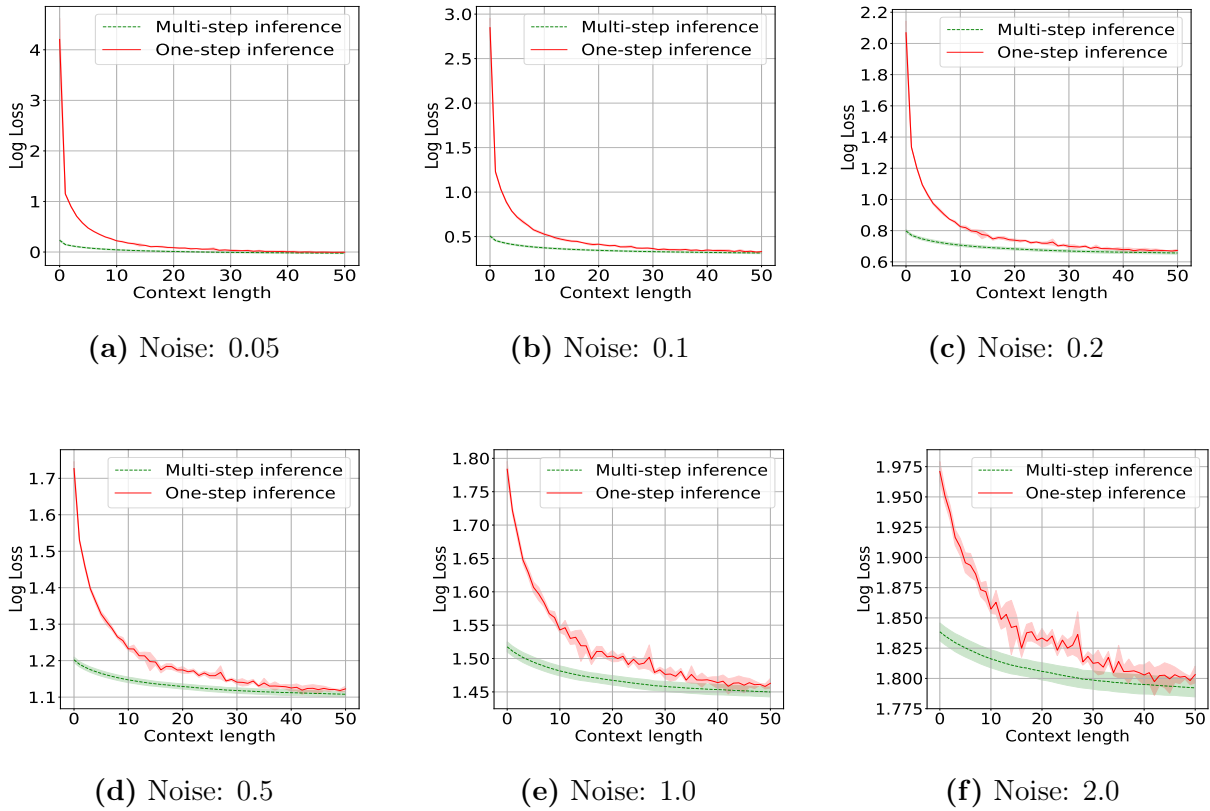 Multi-step inference
One-step inference
Log Loss
4
3
2
1
0
0 10 20 30 40 50
Context length
(a) Noise: 0.05
Multi-step inference
One-step inference
Log Loss
3.0
2.5
2.0
1.5
1.0
0.5
0 10 20 30 40 50
Context length
(b) Noise: 0.1
Multi-step inference
One-step inference
Log Loss
2.2
2.0
1.8
1.6
1.4
1.2
1.0
0.8
0.6
0 10 20 30 40 50
Context length
(c) Noise: 0.2
Multi-step inference
One-step inference
Log Loss
1.7
1.6
1.5
1.4
1.3
1.2
1.1
0 10 20 30 40 50
Context length
(d) Noise: 0.5
Multi-step inference
One-step inference
Log Loss
1.80
1.75
1.70
1.65
1.60
1.55
1.50
1.45
0 10 20 30 40 50
Context length
(e) Noise: 1.0
Multi-step inference
One-step inference
Log Loss
1.975
1.950
1.925
1.900
1.875
1.850
1.825
1.800
1.775
0 10 20 30 40 50
Context length
(f) Noise: 2.0